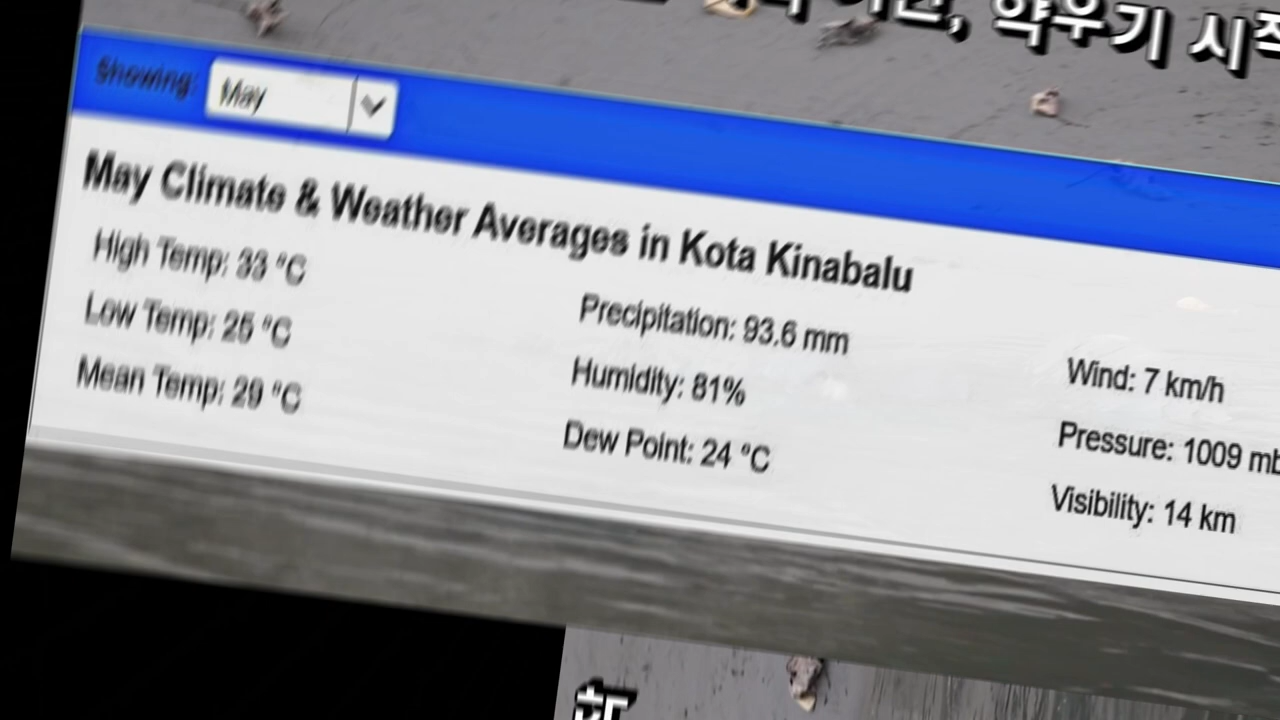 약우기
Showing: May
May Climate & Weather Averages in Kota Kinabalu
High Temp: 33 °C
Low Temp: 25 °C
Mean Temp: 29 °C
Precipitation: 93.6 mm
Humidity: 81%
Dew Point: 24 °C
Wind: 7 km/h
Pressure: 1009 mb
Visibility: 14 km